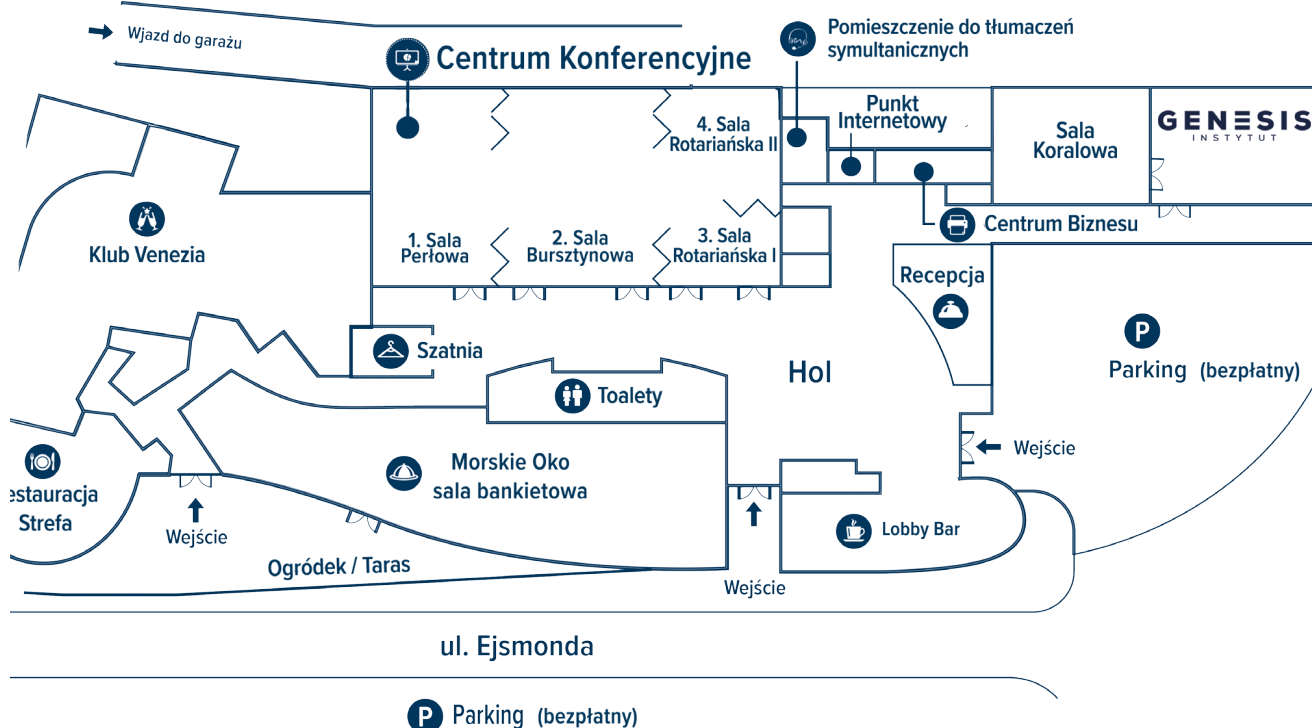 Wjazd do garażu
Centrum Konferencyjne
Pomieszczenie do tłumaczeń
symultanicznych
4. Sala
Rotariańska II
Punkt
Internetowy
Sala
Koralowa
GENESIS
INSTYTUT
Klub Venezia
1. Sala
Perłowa
2. Sala
Bursztynowa
3. Sala
Rotariańska I
Centrum Biznesu
Recepcja
Szatnia
Hol
P
Parking (bezpłatny)
Toalety
Wejście
Morskie Oko
sala bankietowa
estauracja
Strefa
Wejście
Lobby Bar
Ogródek / Taras
Wejście
ul. Ejsmonda
P Parking (bezpłatny)